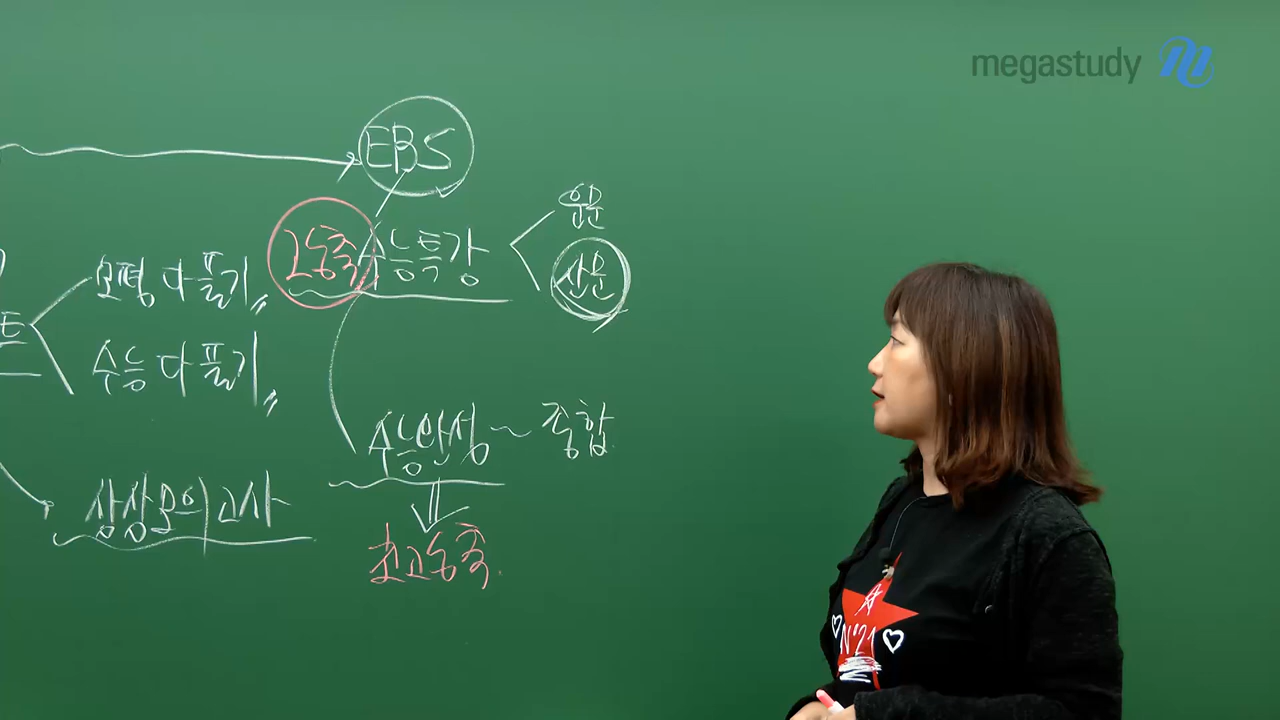 megastudy
EBS
운문
고농축 수능특강
산문
모평 다 풀기
수능 다 풀기
수능완성 ~ 종합
상상모의고사
초고농축
N°21